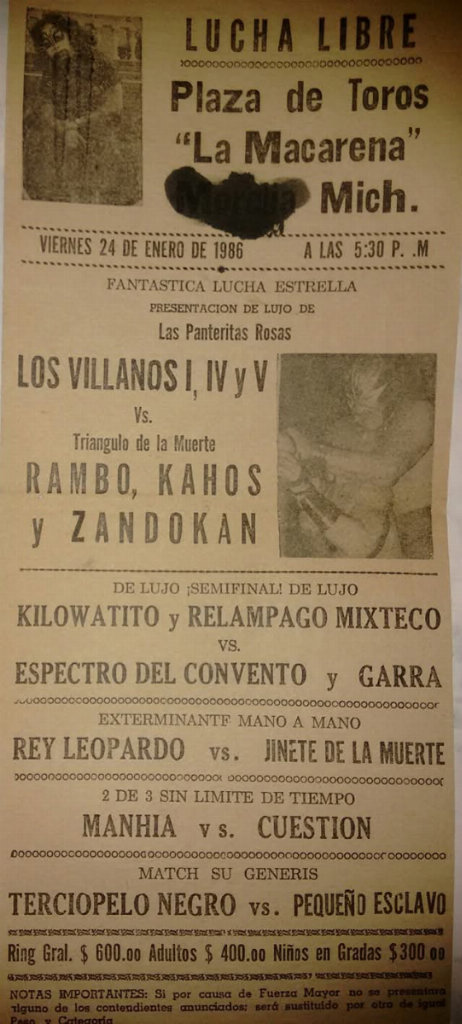 LUCHA LIBRE
Plaza de Toros
"La Macarena"
Morelia Mich.
VIERNES 24 DE ENERO DE 1986 A LAS 5:30 P. .M
FANTASTICA LUCHA ESTRELLA
PRESENTACION DE LUJO DE
Las Panteritas Rosas
LOS VILLANOS I, IV y V
Vs.
Triangulo de la Muerte
RAMBO, KAHOS
y ZANDOKAN
DE LUJO ¡SEMIFINAL! DE LUJO
KILOWATITO y RELAMPAGO MIXTECO
VS.
ESPECTRO DEL CONVENTO y GARRA
EXTERMINANTE MANO A MANO
REY LEOPARDO vs. JINETE DE LA MUERTE
2 DE 3 SIN LIMITE DE TIEMPO
MANHIA vs. CUESTION
MATCH SU GENERIS
TERCIOPELO NEGRO vs. PEQUEÑO ESCLAVO
Ring Gral. $ 600.00 Adultos $ 400.00 Niños en Gradas $300 00
NOTAS IMPORTANTES: Si por causa de Fuerza Mayor no se presentara
alguno de los contendientes anunciados; será sustituido por otro de igual
Peso y Categoría